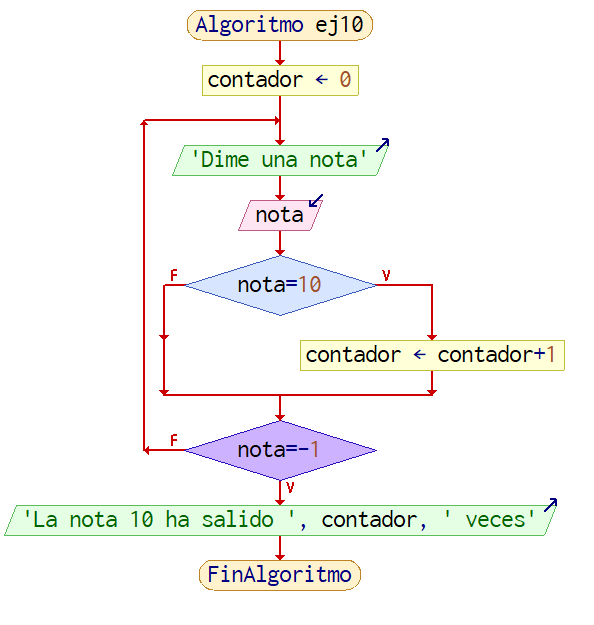 Algoritmo ej10
contador ← 0
'Dime una nota'
nota
F
nota=10
V
contador ← contador+1
F
nota=-1
V
'La nota 10 ha salido ', contador, ' veces'
FinAlgoritmo